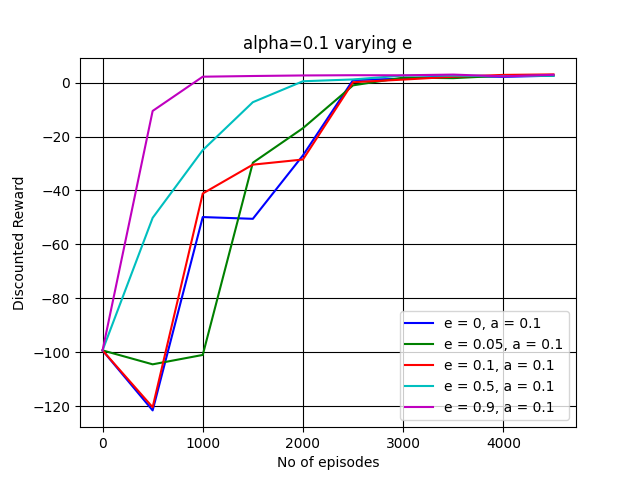 alpha=0.1 varying e
Discounted Reward
0
−20
−40
−60
−80
−100
−120
e = 0, a = 0.1
e = 0.05, a = 0.1
e = 0.1, a = 0.1
e = 0.5, a = 0.1
e = 0.9, a = 0.1
0 1000 2000 3000 4000
No of episodes